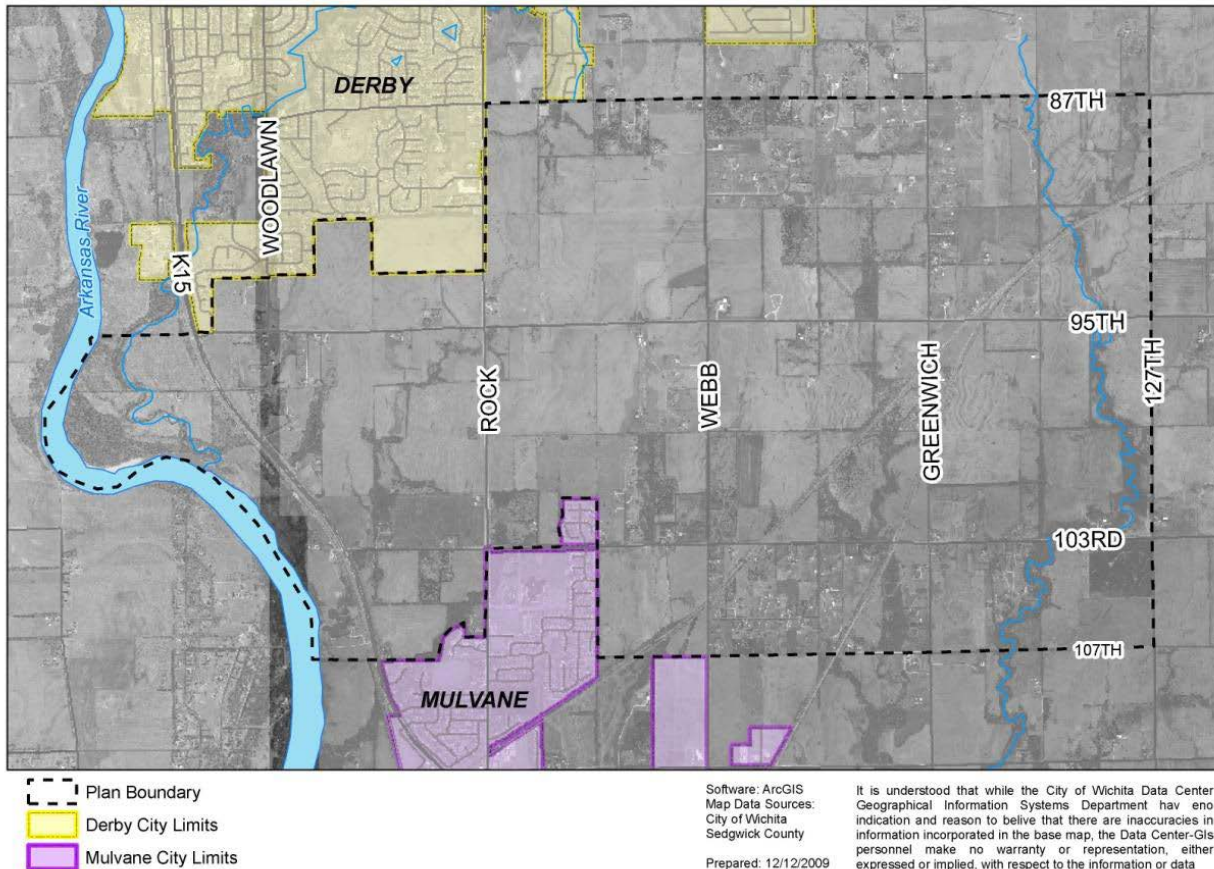 DERBY
87TH
WOODLAWN
Arkansas River
K15
95TH
127TH
ROCK
WEBB
GREENWICH
103RD
107TH
MULVANE
Plan Boundary
Derby City Limits
Mulvane City Limits
Software: ArcGIS
Map Data Sources:
City of Wichita
Sedgwick County
Prepared: 12/12/2009
It is understood that while the City of Wichita Data Center
Geographical Information Systems Department hav eno
indication and reason to belive that there are inaccuracies in
information incorporated in the base map, the Data Center-GIs
personnel make no warranty or representation, either
expressed or implied, with respect to the information or data